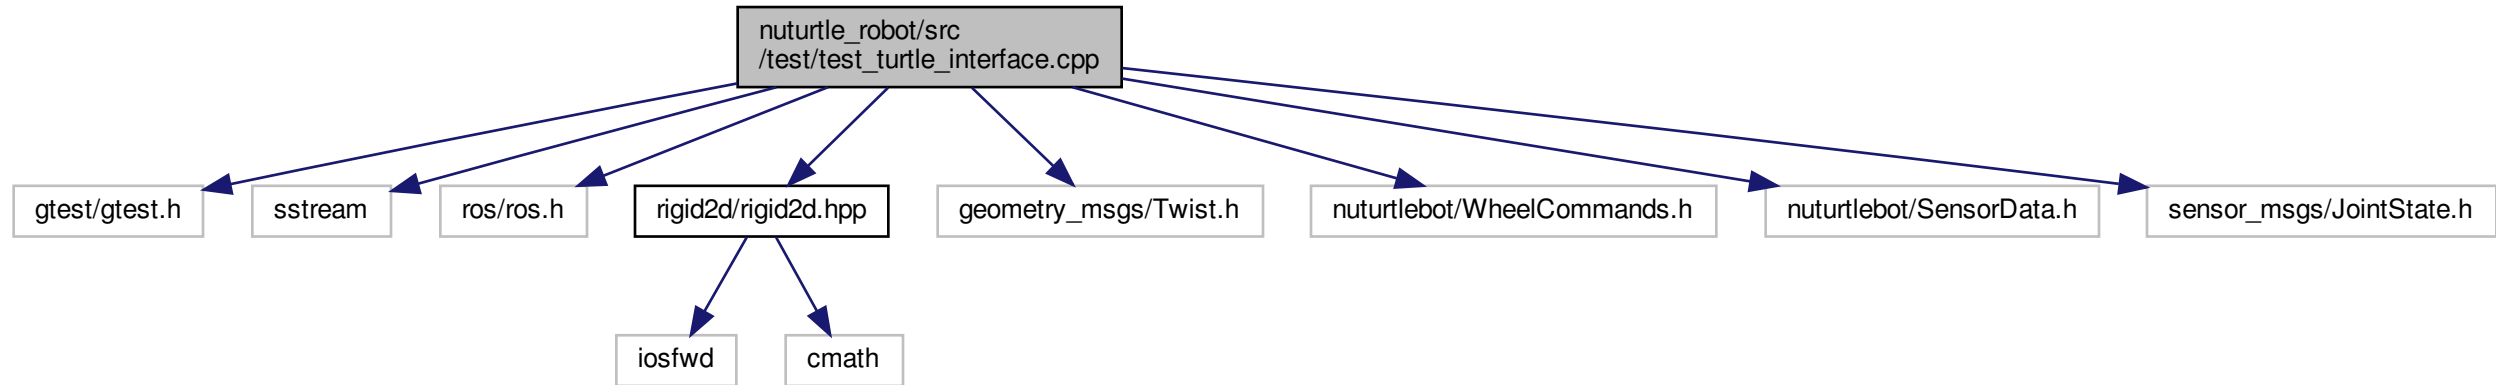 nuturtle_robot/src
/test/test_turtle_interface.cpp
gtest/gtest.h
sstream
ros/ros.h
rigid2d/rigid2d.hpp
geometry_msgs/Twist.h
nuturtlebot/WheelCommands.h
nuturtlebot/SensorData.h
sensor_msgs/JointState.h
iosfwd
cmath